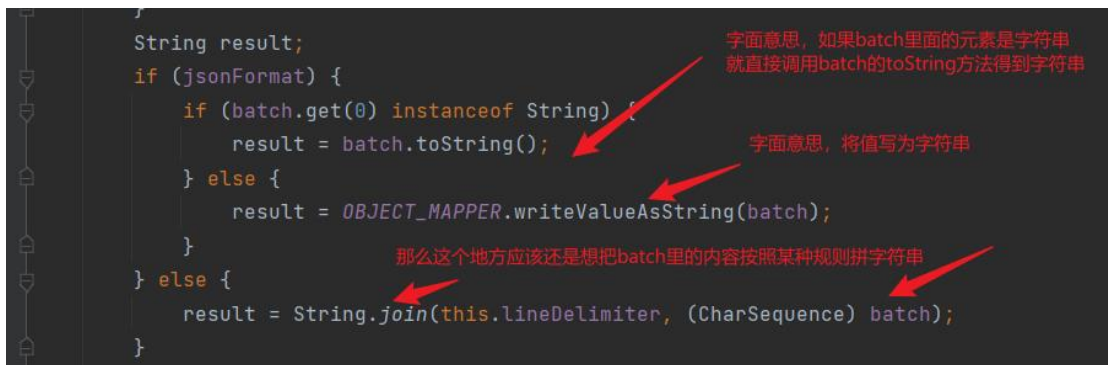 }
String result;
字面意思，如果batch里面的元素是字符串
就直接调用batch的toString方法得到字符串
if (jsonFormat) {
if (batch.get(0) instanceof String) {
result = batch.toString();
字面意思，将值写为字符串
} else {
result = OBJECT_MAPPER.writeValueAsString(batch);
}
那么这个地方应该还是想把batch里的内容按照某种规则拼字符串
} else {
result = String.join(this.lineDelimiter, (CharSequence) batch);
}